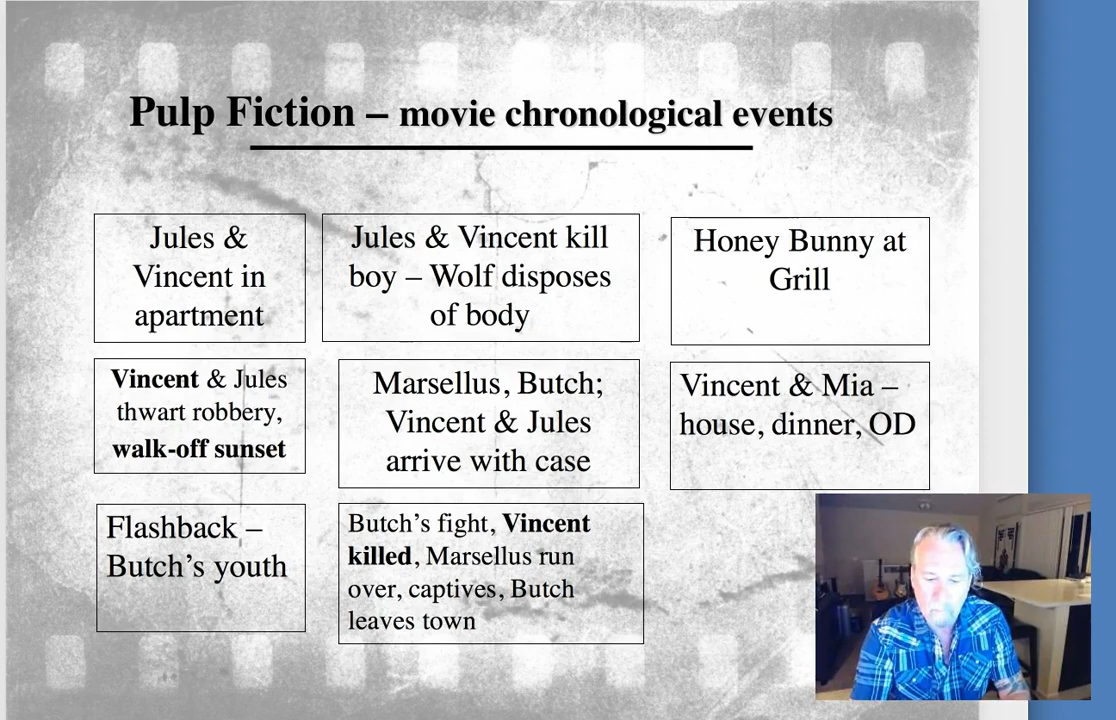 Pulp Fiction – movie chronological events
Jules &
Vincent in
apartment
Jules & Vincent kill
boy – Wolf disposes
of body
Honey Bunny at
Grill
Vincent & Jules
thwart robbery,
walk-off sunset
Marsellus, Butch;
Vincent & Jules
arrive with case
Vincent & Mia –
house, dinner, OD
Flashback –
Butch’s youth
Butch’s fight, Vincent
killed, Marsellus run
over, captives, Butch
leaves town